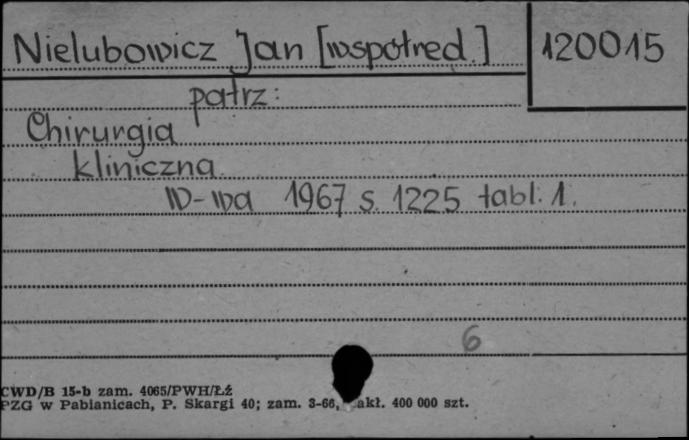 Nielubowicz Jan [współred.] 120015
patrz:
Chirurgia
kliniczna
W-wa 1967 s. 1225 tabl. 1.
6
CWD/B 15-b zam. 4065/PWH/Łź
PZG w Pabianicach, P. Skargi 40; zam. 3-66, akł. 400 000 szt.